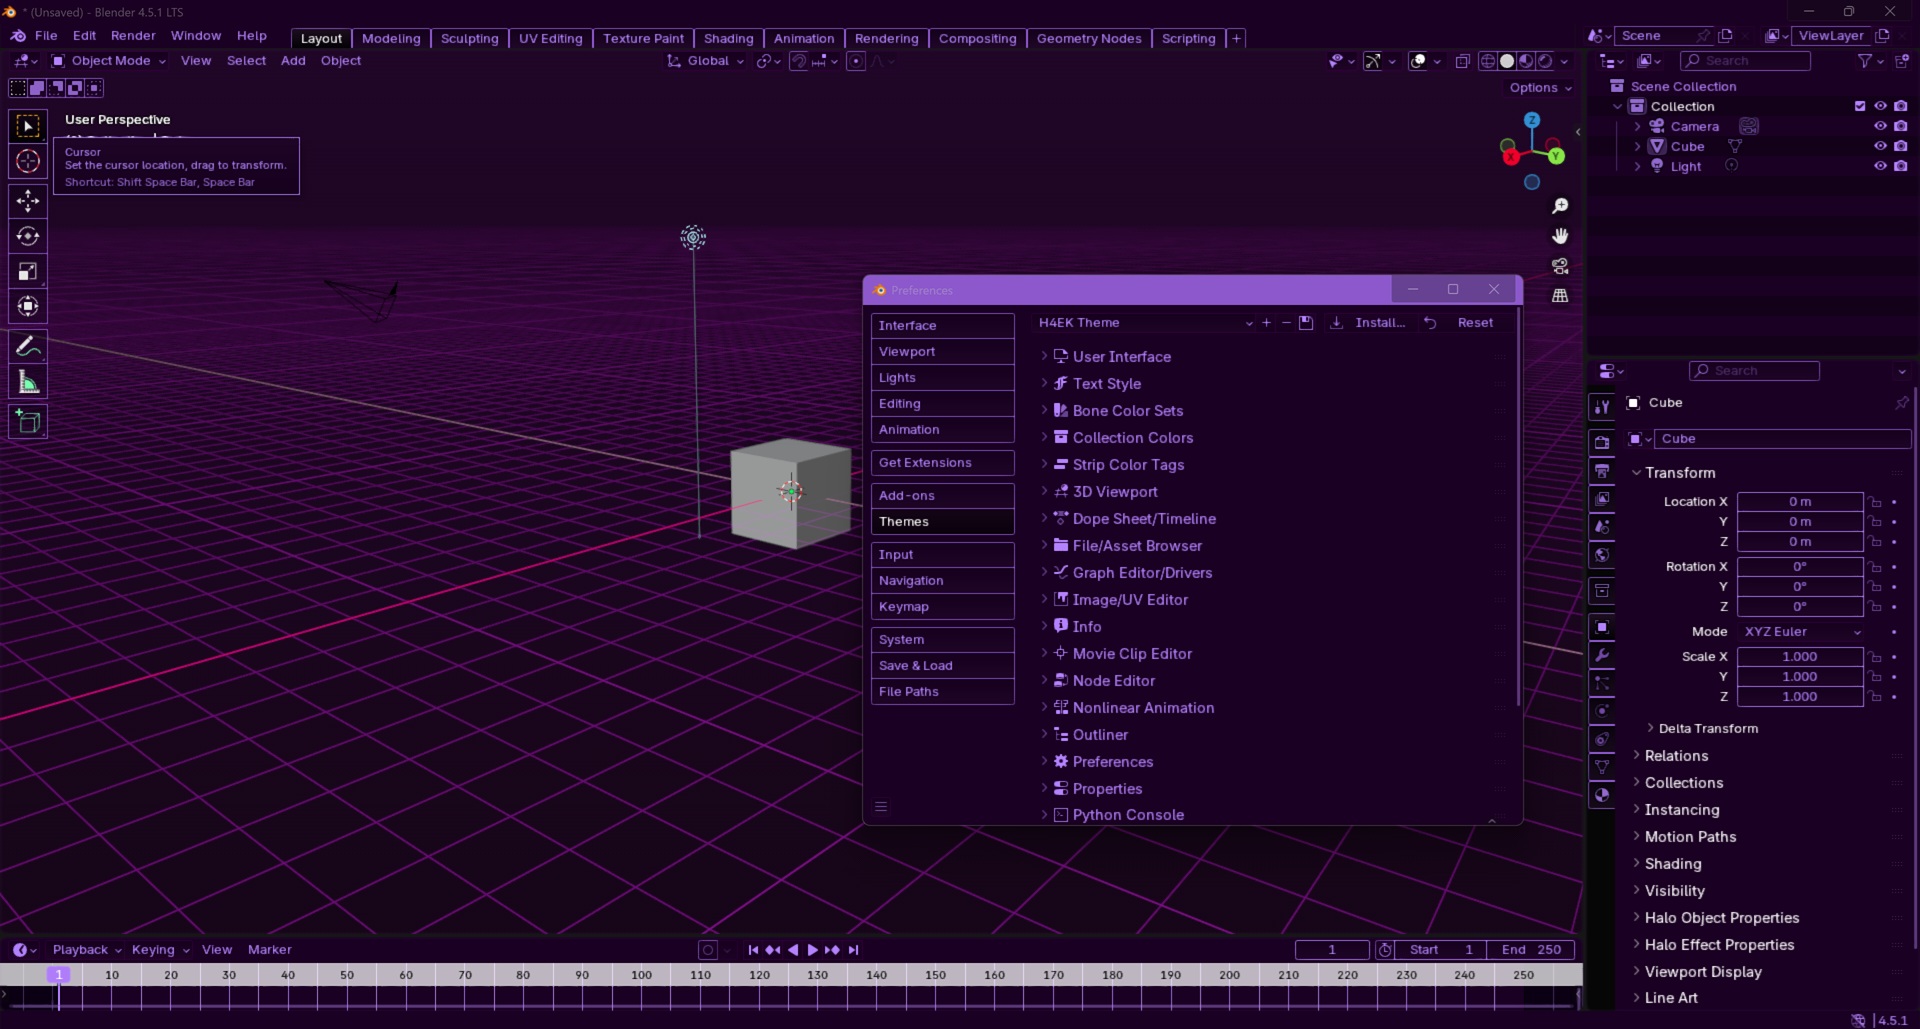 * (Unsaved) - Blender 4.5.1 LTS
File Edit Render Window Help
Layout Modeling Sculpting UV Editing Texture Paint Shading Animation Rendering Compositing Geometry Nodes Scripting +
Scene ViewLayer
Object Mode View Select Add Object
Global
Search
Options
Scene Collection
Collection
Camera
Cube
Light
User Perspective
Cursor
Set the cursor location, drag to transform.
Shortcut: Shift Space Bar, Space Bar
Z
X
Y
Preferences
Interface
Viewport
Lights
Editing
Animation
Get Extensions
Add-ons
Themes
Input
Navigation
Keymap
System
Save & Load
File Paths
H4EK Theme + − Install... Reset
User Interface
Text Style
Bone Color Sets
Collection Colors
Strip Color Tags
3D Viewport
Dope Sheet/Timeline
File/Asset Browser
Graph Editor/Drivers
Image/UV Editor
Info
Movie Clip Editor
Node Editor
Nonlinear Animation
Outliner
Preferences
Properties
Python Console
Search
Cube
Cube
Transform
Location X 0 m
Y 0 m
Z 0 m
Rotation X 0°
Y 0°
Z 0°
Mode XYZ Euler
Scale X 1.000
Y 1.000
Z 1.000
Delta Transform
Relations
Collections
Instancing
Motion Paths
Shading
Visibility
Halo Object Properties
Halo Effect Properties
Viewport Display
Line Art
Playback Keying View Marker
1 Start 1 End 250
1 10 20 30 40 50 60 70 80 90 100 110 120 130 140 150 160 170 180 190 200 210 220 230 240 250
4.5.1